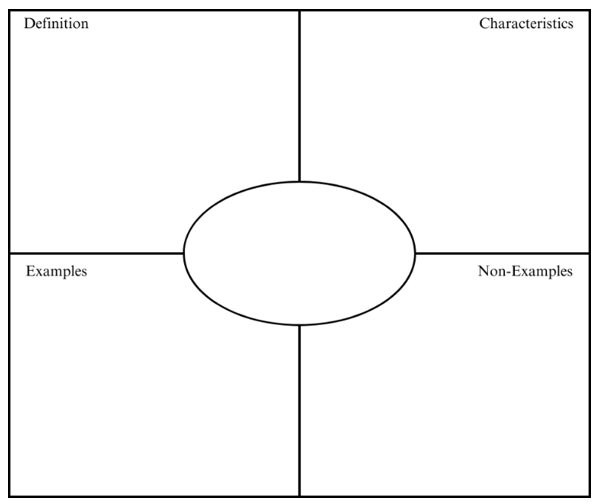 Definition
Characteristics
Examples
Non-Examples